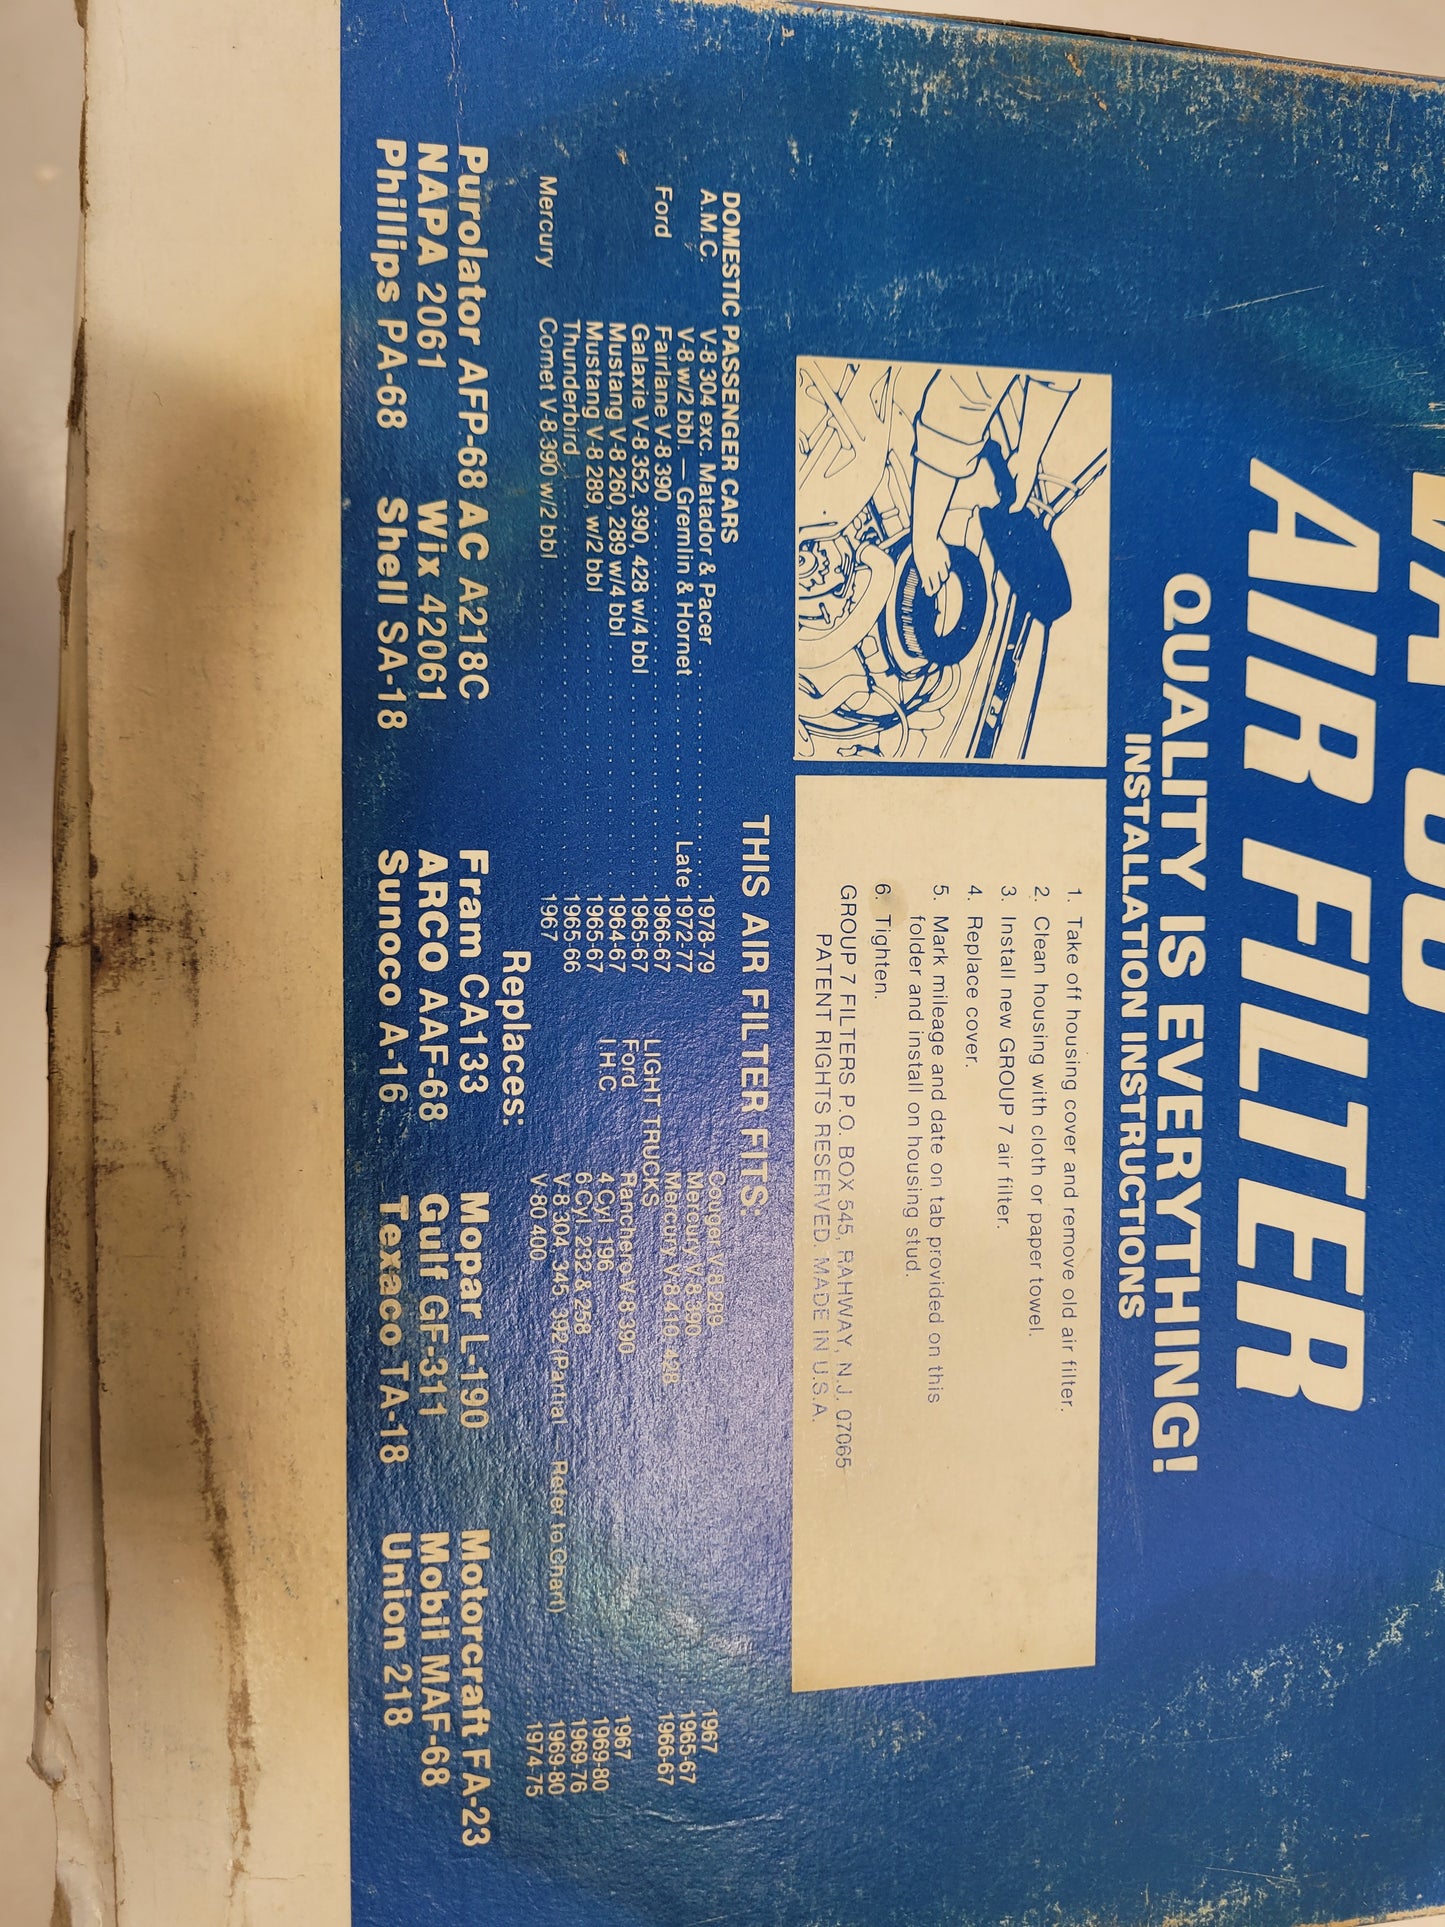 AIR FILTER
QUALITY IS EVERYTHING!
INSTALLATION INSTRUCTIONS
1. Take off housing cover and remove old air filter.
2. Clean housing with cloth or paper towel.
3. Install new GROUP 7 air filter.
4. Replace cover.
5. Mark mileage and date on tab provided on this
folder and install on housing stud.
6. Tighten.
GROUP 7 FILTERS P.O. BOX 545, RAHWAY, N.J. 07065
PATENT RIGHTS RESERVED. MADE IN U.S.A.
THIS AIR FILTER FITS:
DOMESTIC PASSENGER CARS
A.M.C. V-8 304 exc. Matador & Pacer 1978-79
V-8 w/2 bbl. — Gremlin & Hornet Late 1972-77
Ford Fairlane V-8 390 1966-67
Galaxie V-8 352, 390, 428 w/4 bbl 1965-67
Mustang V-8 260, 289 w/4 bbl 1964-67
Mustang V-8 289, w/2 bbl 1965-67
Thunderbird 1965-66
Mercury Comet V-8 390 w/2 bbl 1967
Cougar V-8 289 1967
Mercury V-8 390 1965-67
Mercury V-8 410, 428 1966-67
LIGHT TRUCKS
Ford Ranchero V-8 390 1967
I H C 4 Cyl. 196 1969-80
6 Cyl. 232 & 258 1969-76
V-8 304, 345, 392 (Partial — Refer to Chart) 1969-80
V-80 400 1974-75
Replaces:
Purolator AFP-68 AC A218C Fram CA133 Mopar L-190 Motorcraft FA-23
NAPA 2061 Wix 42061 ARCO AAF-68 Gulf GF-311 Mobil MAF-68
Phillips PA-68 Shell SA-18 Sunoco A-16 Texaco TA-18 Union 218